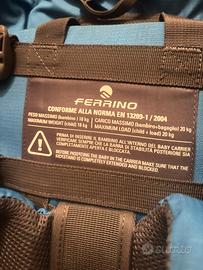 FERRINO
CONFORME ALLA NORMA EN 13209-1 / 2004
PESO MASSIMO (bambino) 18 kg | CARICO MASSIMO (bambino+bagaglio) 20 kg
MAXIMUM WEIGHT (child) 18 kg | MAXIMUM LOAD (child + load) 20 kg
PRIMA DI INSERIRE IL BAMBINO ALL'INTERNO DEL BABY CARRIER
ASSICURARSI SEMPRE CHE LA BARRA DI STABILITÀ POSTERIORE SIA
COMPLETAMENTE APERTA E BLOCCATA
BEFORE POSITIONING THE BABY IN THE CARRIER MAKE SURE THAT THE
BACKSTAND IS COMPLETELY EXTENDED AND BLOCKED
subito